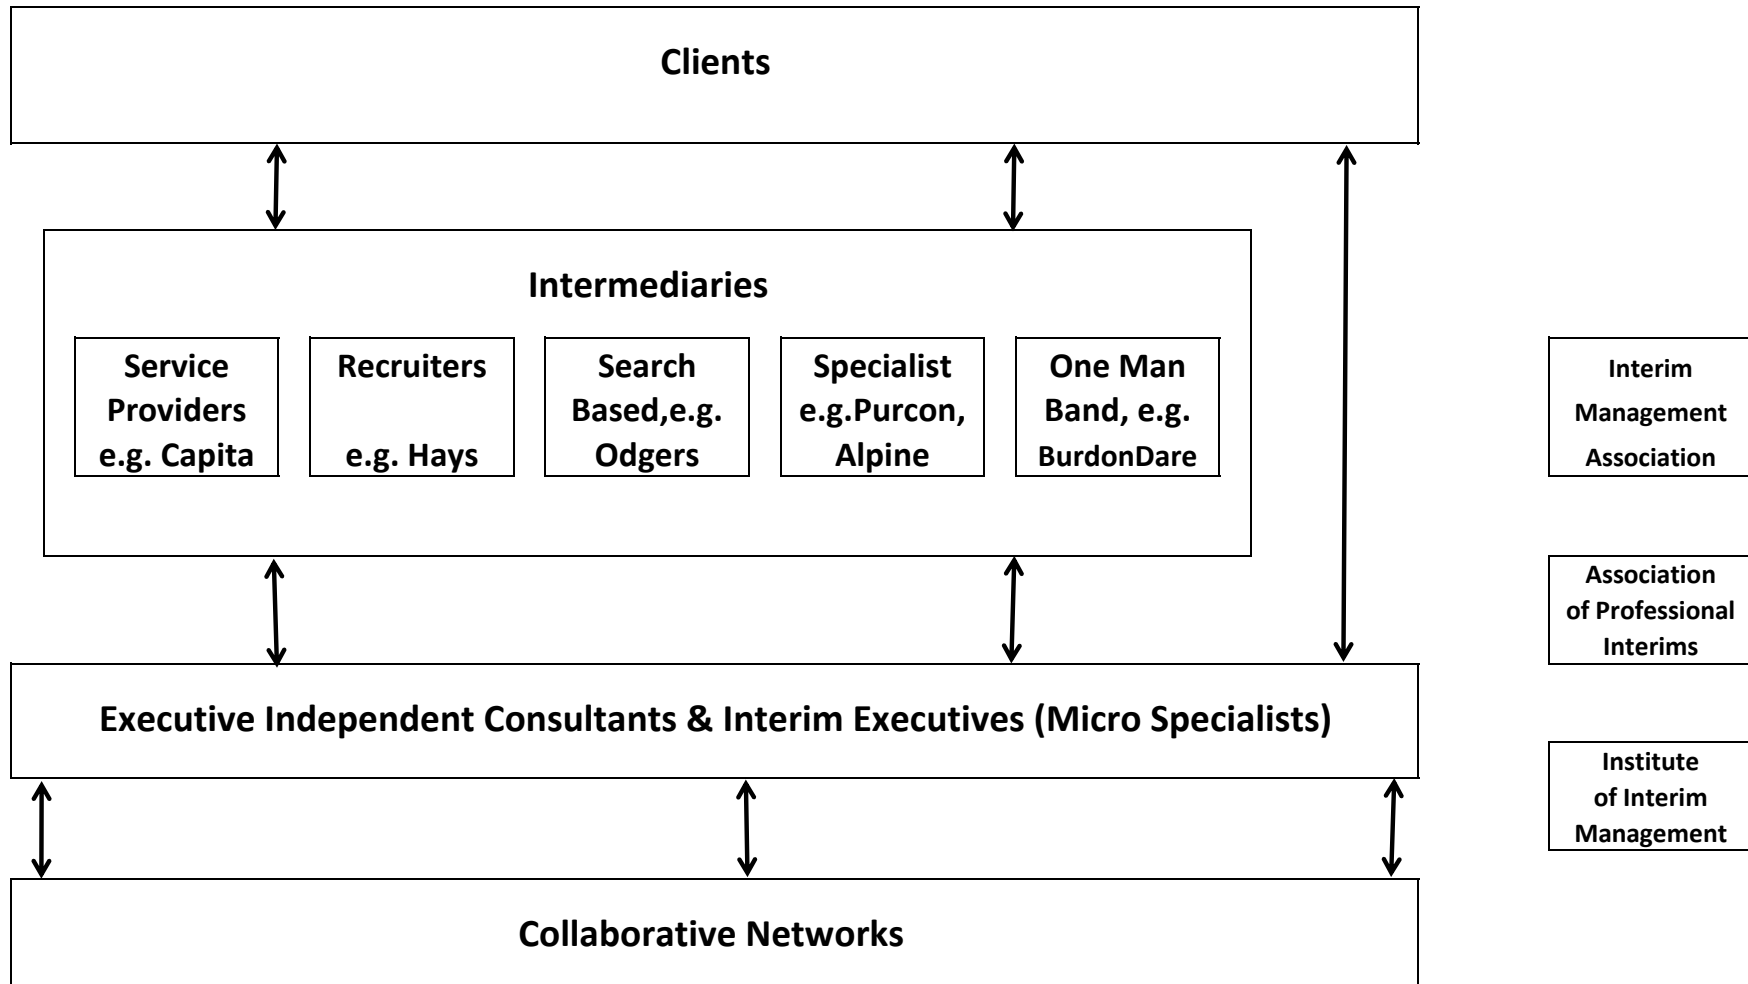 Clients
Intermediaries
Service
Providers
e.g. Capita
Recruiters
e.g. Hays
Search
Based,e.g.
Odgers
Specialist
e.g.Purcon,
Alpine
One Man
Band, e.g.
BurdonDare
Interim
Management
Association
Association
of Professional
Interims
Executive Independent Consultants & Interim Executives (Micro Specialists)
Institute
of Interim
Management
Collaborative Networks